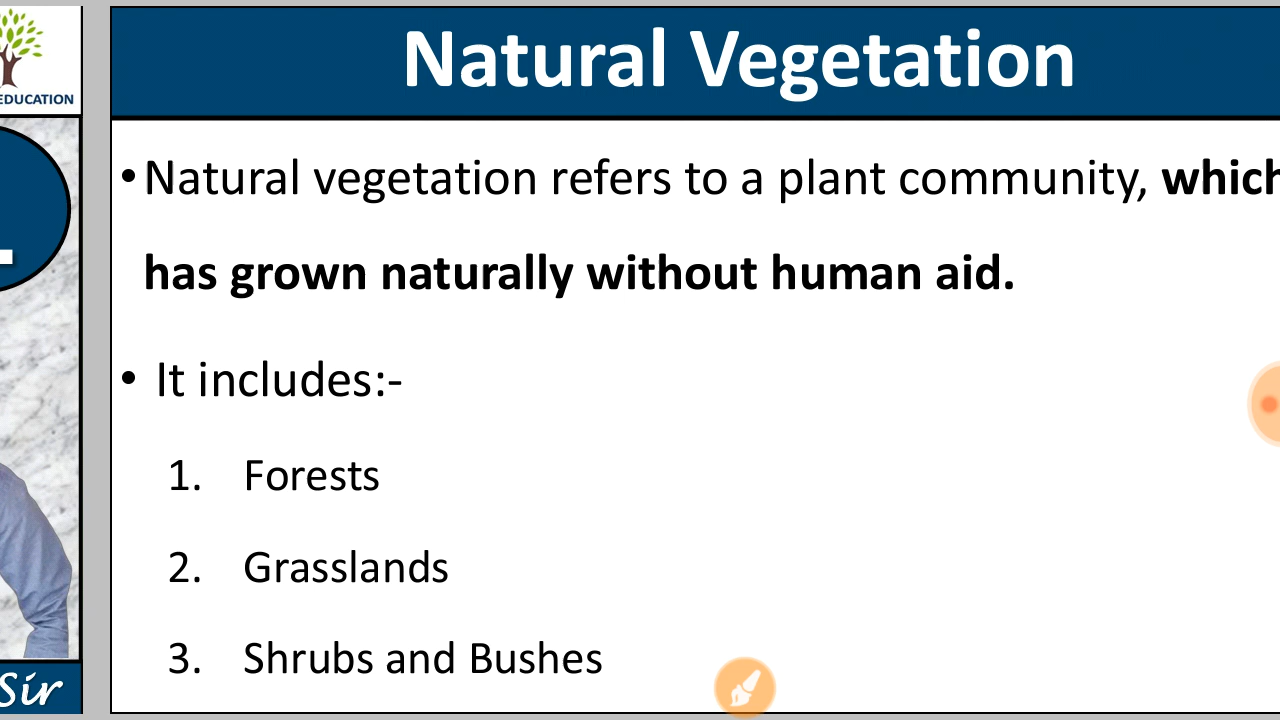 EDUCATION
Natural Vegetation
• Natural vegetation refers to a plant community, which
has grown naturally without human aid.
• It includes:-
1. Forests
2. Grasslands
3. Shrubs and Bushes
Sir